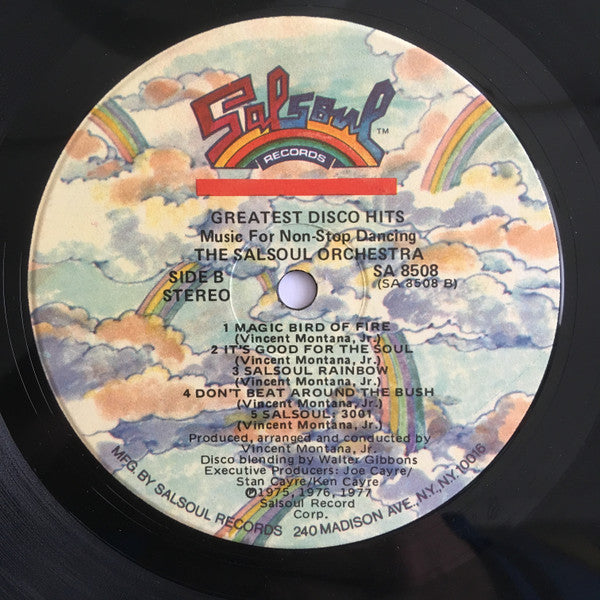 Salsoul TM
RECORDS
GREATEST DISCO HITS
Music For Non-Stop Dancing
THE SALSOUL ORCHESTRA
SIDE B
STEREO
SA 8508
(SA 8508 B)
1 MAGIC BIRD OF FIRE
(Vincent Montana, Jr.)
2 IT'S GOOD FOR THE SOUL
(Vincent Montana, Jr.)
3 SALSOUL RAINBOW
(Vincent Montana, Jr.)
4 DON'T BEAT AROUND THE BUSH
(Vincent Montana, Jr.)
5 SALSOUL: 3001
(Vincent Montana, Jr.)
Produced, arranged and conducted by
Vincent Montana, Jr.
Disco blending by Walter Gibbons
Executive Producers: Joe Cayre/
Stan Cayre/Ken Cayre
℗1975, 1976, 1977
Salsoul Record
Corp.
MFG. BY SALSOUL RECORDS 240 MADISON AVE., N.Y., N.Y. 10016